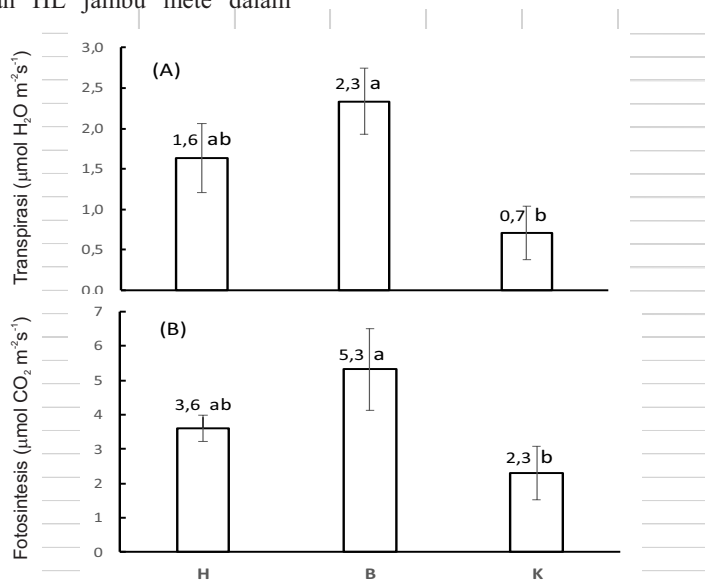 HE jambu mete dalam
Transpirasi (μmol H₂O m⁻²s⁻¹)
3,0
2,5
2,0
1,5
1,0
0,5
0,0
(A)
1,6 ab
2,3 a
0,7 b
Fotosintesis (μmol CO₂ m⁻²s⁻¹)
7
6
5
4
3
2
1
0
(B)
3,6 ab
5,3 a
2,3 b
H B K